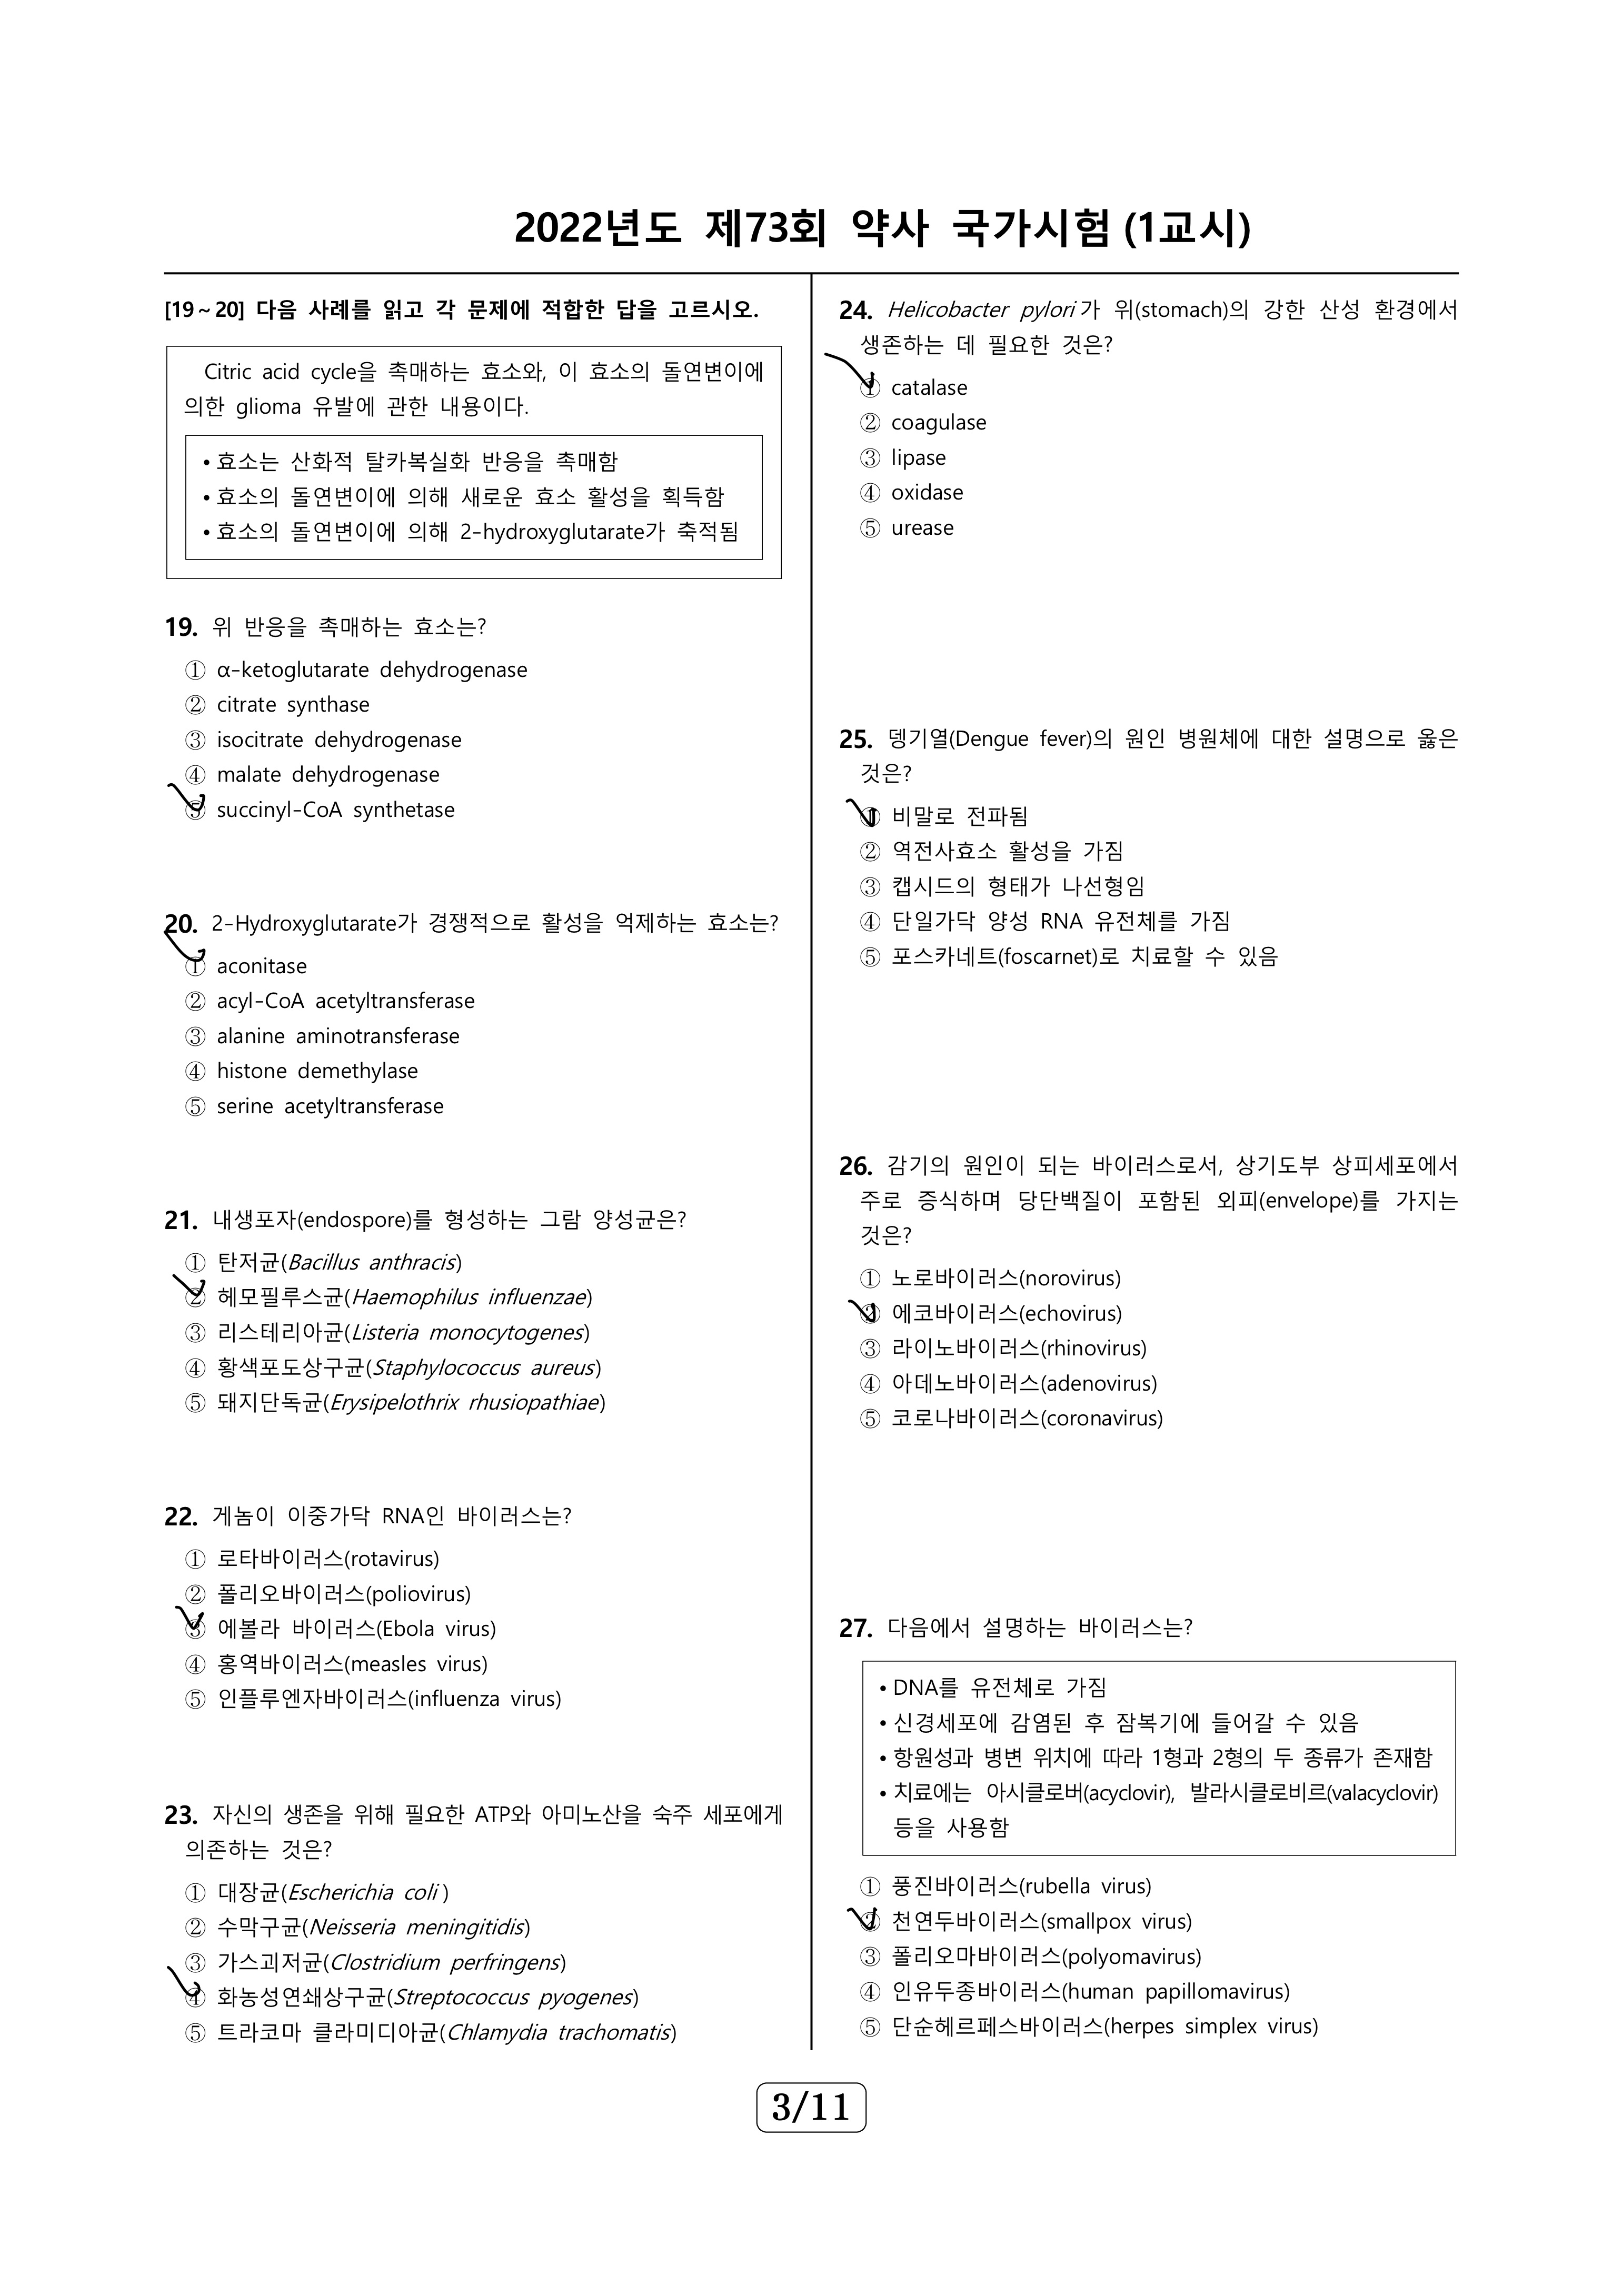 2022년도 제73회 약사 국가시험 (1교시)
[19~20] 다음 사례를 읽고 각 문제에 적합한 답을 고르시오.
Citric acid cycle을 촉매하는 효소와, 이 효소의 돌연변이에
의한 glioma 유발에 관한 내용이다.
• 효소는 산화적 탈카복실화 반응을 촉매함
• 효소의 돌연변이에 의해 새로운 효소 활성을 획득함
• 효소의 돌연변이에 의해 2-hydroxyglutarate가 축적됨
19. 위 반응을 촉매하는 효소는?
① α-ketoglutarate dehydrogenase
② citrate synthase
③ isocitrate dehydrogenase
④ malate dehydrogenase
⑤ succinyl-CoA synthetase
20. 2-Hydroxyglutarate가 경쟁적으로 활성을 억제하는 효소는?
① aconitase
② acyl-CoA acetyltransferase
③ alanine aminotransferase
④ histone demethylase
⑤ serine acetyltransferase
21. 내생포자(endospore)를 형성하는 그람 양성균은?
① 탄저균(Bacillus anthracis)
② 헤모필루스균(Haemophilus influenzae)
③ 리스테리아균(Listeria monocytogenes)
④ 황색포도상구균(Staphylococcus aureus)
⑤ 돼지단독균(Erysipelothrix rhusiopathiae)
22. 게놈이 이중가닥 RNA인 바이러스는?
① 로타바이러스(rotavirus)
② 폴리오바이러스(poliovirus)
③ 에볼라 바이러스(Ebola virus)
④ 홍역바이러스(measles virus)
⑤ 인플루엔자바이러스(influenza virus)
23. 자신의 생존을 위해 필요한 ATP와 아미노산을 숙주 세포에게
의존하는 것은?
① 대장균(Escherichia coli)
② 수막구균(Neisseria meningitidis)
③ 가스괴저균(Clostridium perfringens)
④ 화농성연쇄상구균(Streptococcus pyogenes)
⑤ 트라코마 클라미디아균(Chlamydia trachomatis)
24. Helicobacter pylori가 위(stomach)의 강한 산성 환경에서
생존하는 데 필요한 것은?
① catalase
② coagulase
③ lipase
④ oxidase
⑤ urease
25. 뎅기열(Dengue fever)의 원인 병원체에 대한 설명으로 옳은
것은?
① 비말로 전파됨
② 역전사효소 활성을 가짐
③ 캡시드의 형태가 나선형임
④ 단일가닥 양성 RNA 유전체를 가짐
⑤ 포스카네트(foscarnet)로 치료할 수 있음
26. 감기의 원인이 되는 바이러스로서, 상기도부 상피세포에서
주로 증식하며 당단백질이 포함된 외피(envelope)를 가지는
것은?
① 노로바이러스(norovirus)
② 에코바이러스(echovirus)
③ 라이노바이러스(rhinovirus)
④ 아데노바이러스(adenovirus)
⑤ 코로나바이러스(coronavirus)
27. 다음에서 설명하는 바이러스는?
• DNA를 유전체로 가짐
• 신경세포에 감염된 후 잠복기에 들어갈 수 있음
• 항원성과 병변 위치에 따라 1형과 2형의 두 종류가 존재함
• 치료에는 아시클로버(acyclovir), 발라시클로비르(valacyclovir)
등을 사용함
① 풍진바이러스(rubella virus)
② 천연두바이러스(smallpox virus)
③ 폴리오마바이러스(polyomavirus)
④ 인유두종바이러스(human papillomavirus)
⑤ 단순헤르페스바이러스(herpes simplex virus)
3/11